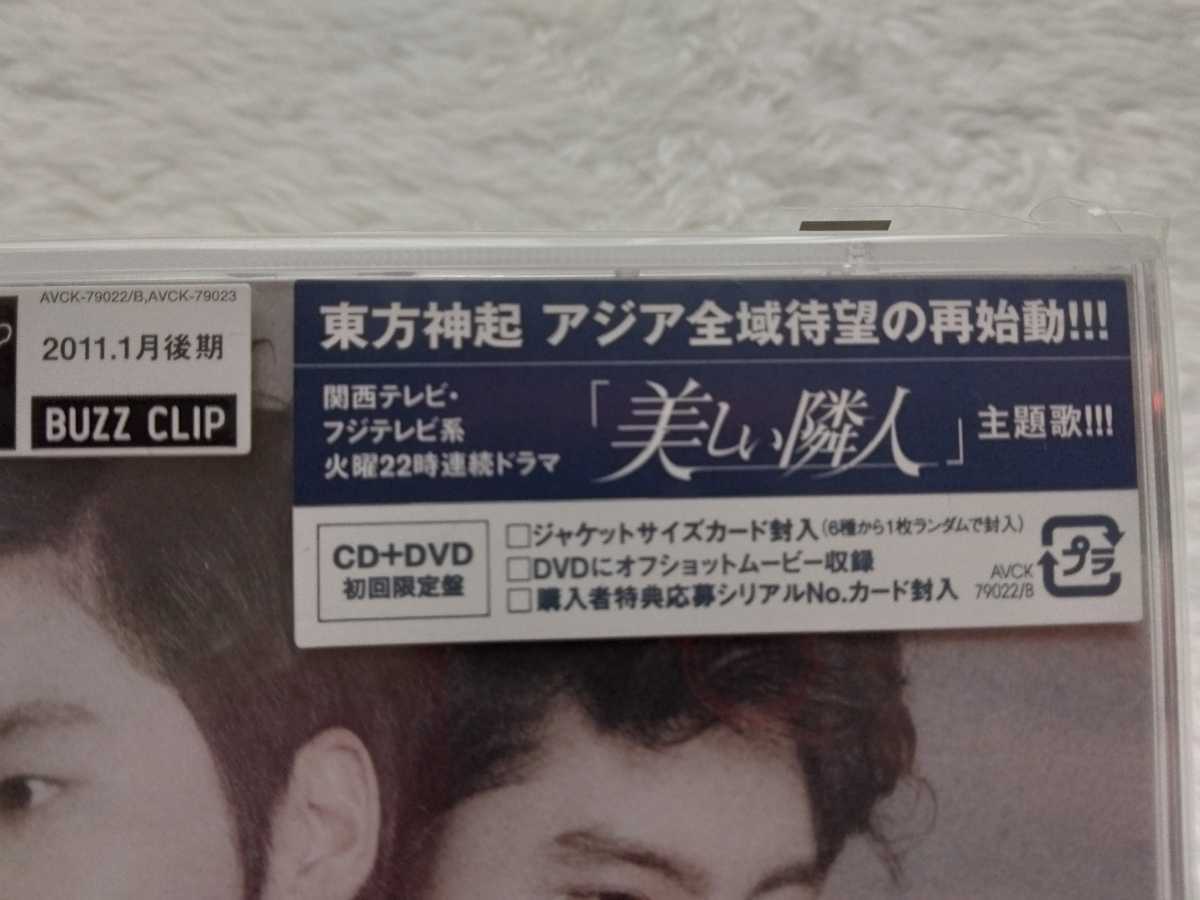 AVCK-79022/B,AVCK-79023
2011.1月後期
BUZZ CLIP
東方神起 アジア全域待望の再始動!!!
関西テレビ・
フジテレビ系
火曜22時連続ドラマ
「美しい隣人」
主題歌!!!
CD+DVD
初回限定盤
□ジャケットサイズカード封入(6種から1枚ランダムで封入)
□DVDにオフショットムービー収録
□購入者特典応募シリアルNo.カード封入
AVCK
79022/B
プラ